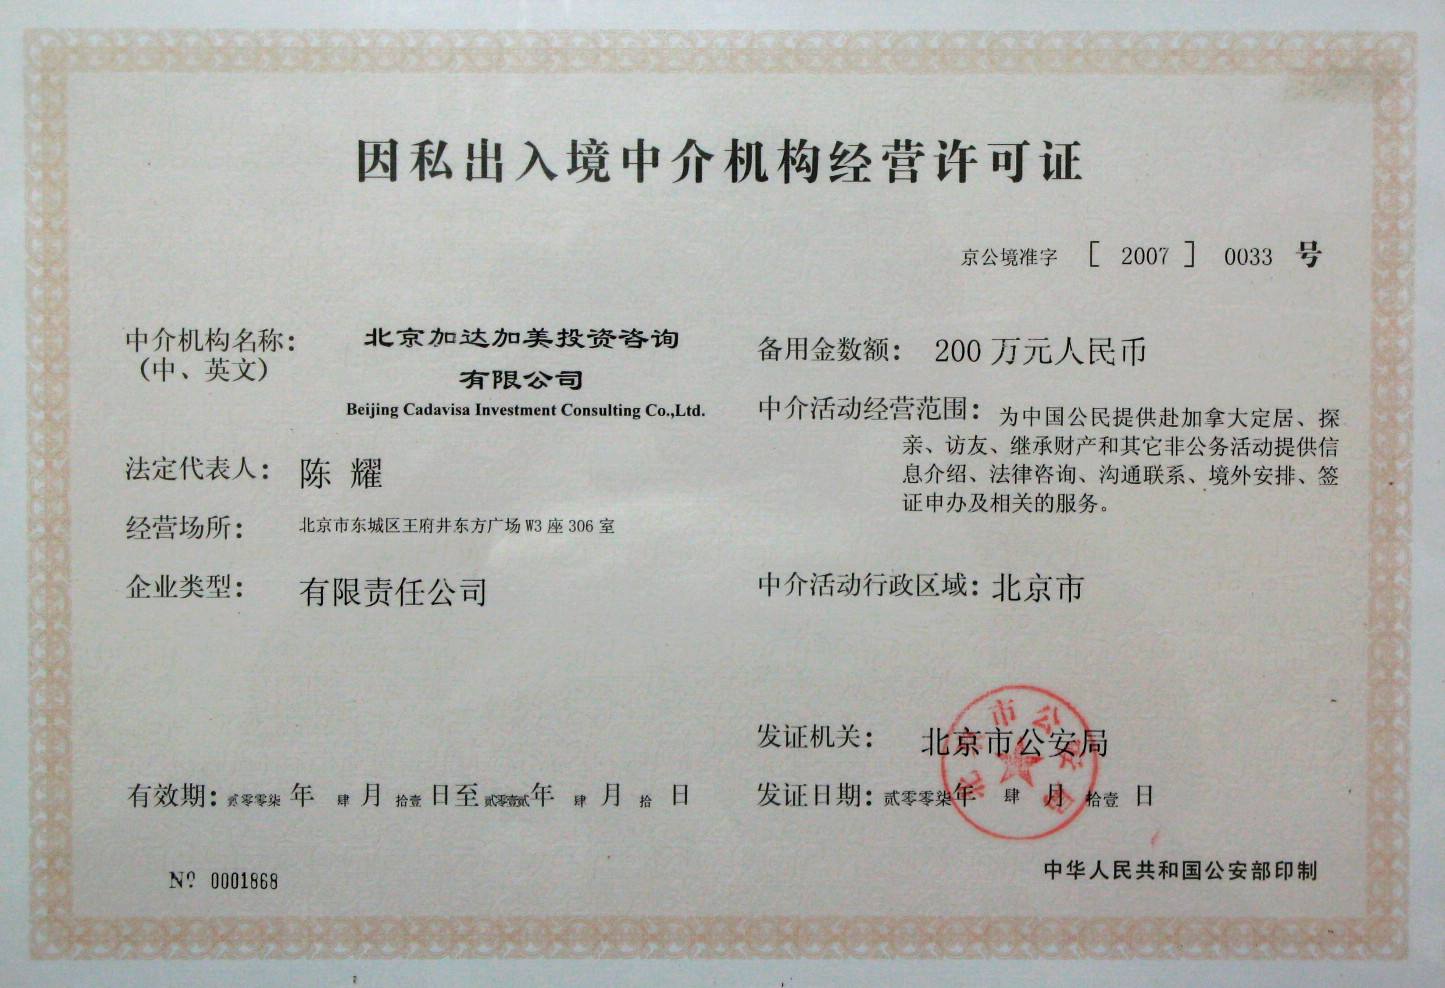 因私出入境中介机构经营许可证
京公境准字 [ 2007 ] 0033 号
中介机构名称：
（中、英文）
北京加达加美投资咨询
有限公司
Beijing Cadavisa Investment Consulting Co.,Ltd.
法定代表人： 陈 耀
经营场所： 北京市东城区王府井东方广场 W3 座 306 室
企业类型： 有限责任公司
备用金数额： 200 万元人民币
中介活动经营范围： 为中国公民提供赴加拿大定居、探
亲、访友、继承财产和其它非公务活动提供信
息介绍、法律咨询、沟通联系、境外安排、签
证申办及相关的服务。
中介活动行政区域： 北京市
发证机关： 北京市公安局
北京市公安局
有效期： 贰零零柒 年 肆 月 拾壹 日至 贰零壹贰 年 肆 月 拾 日
发证日期： 贰零零柒年 肆 月 拾壹 日
Nº 0001868
中华人民共和国公安部印制